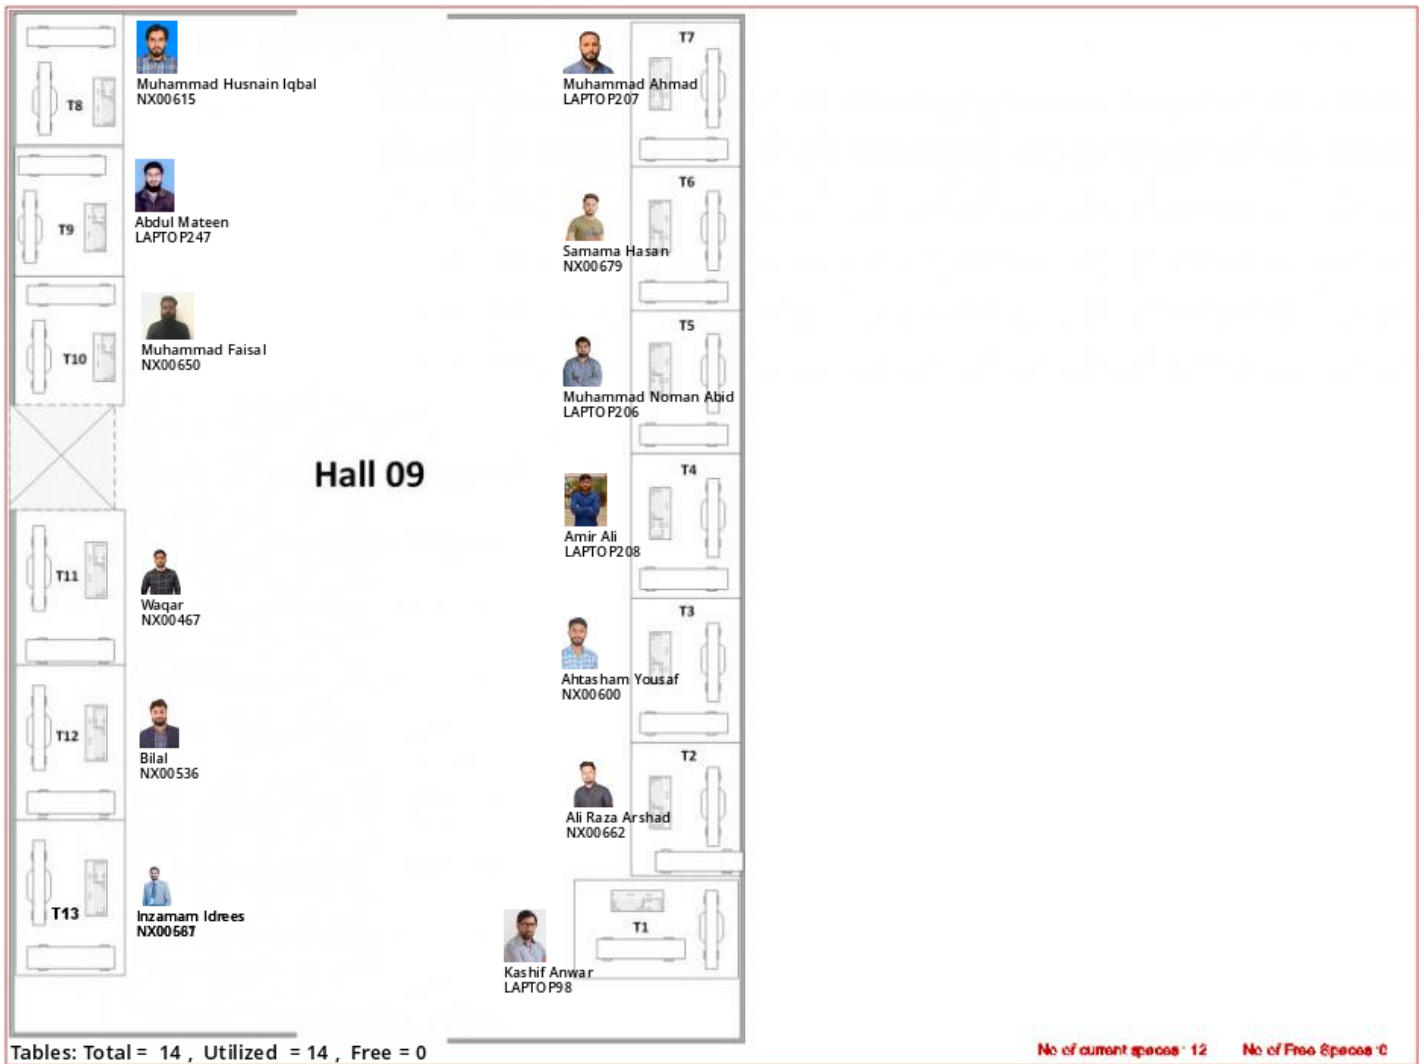 T8
Muhammad Husnain Iqbal
NX00615
T9
Abdul Mateen
LAPTOP247
T10
Muhammad Faisal
NX00650
T11
Waqar
NX00467
T12
Bilal
NX00536
T13
Inzamam Idrees
Hall 09
T7
Muhammad Ahmad
LAPTOP207
T6
Samama Hasan
NX00679
T5
Muhammad Noman Abid
LAPTOP206
T4
Amir Ali
LAPTOP208
T3
Ahtasham Yousaf
NX00600
T2
Ali Raza Arshad
NX00662
T1
Kashif Anwar
LAPTOP98
Tables: Total = 14 , Utilized = 14 , Free = 0
No of current spaces : 12
No of Free Spaces :0